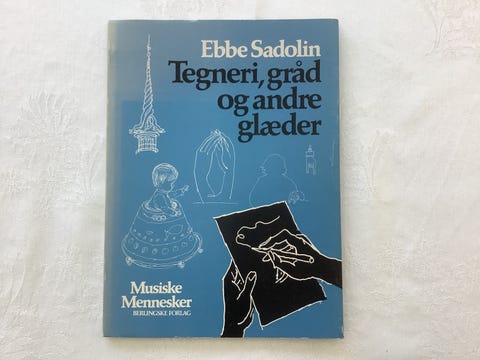 Ebbe Sadolin
Tegneri, gråd
og andre
glæder
Musiske
Mennesker
BERLINGSKE FORLAG